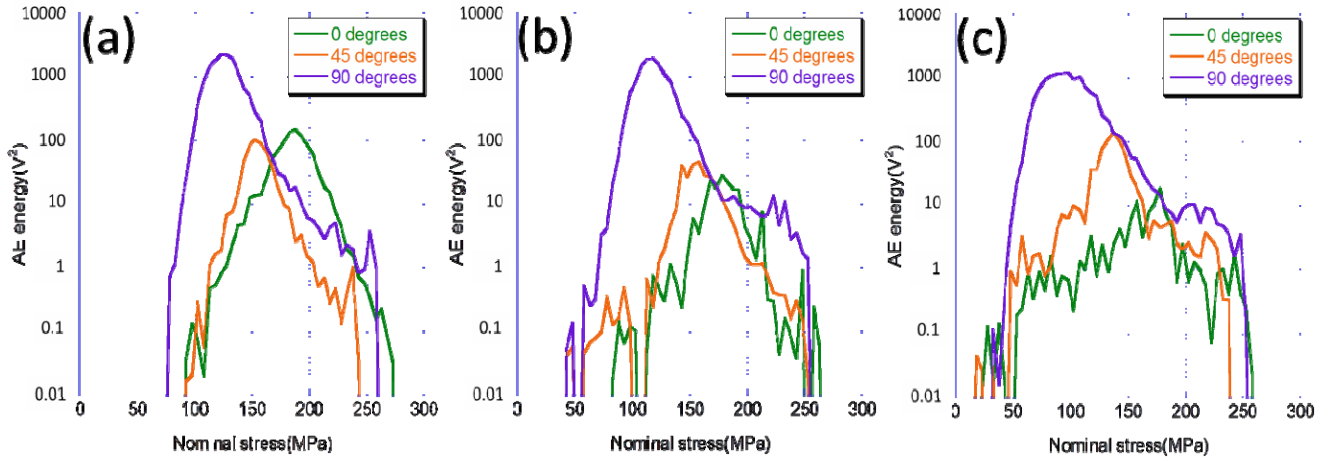 (a)
0 degrees
45 degrees
90 degrees
10000
1000
100
10
1
0.1
0.01
AE energy(V²)
0 50 100 150 200 250 300
Nominal stress(MPa)
(b)
0 degrees
45 degrees
90 degrees
10000
1000
100
10
1
0.1
0.01
AE energy(V²)
0 50 100 150 200 250 300
Nominal stress(MPa)
(c)
0 degrees
45 degrees
90 degrees
10000
1000
100
10
1
0.1
0.01
AE energy(V²)
0 50 100 150 200 250 300
Nominal stress(MPa)